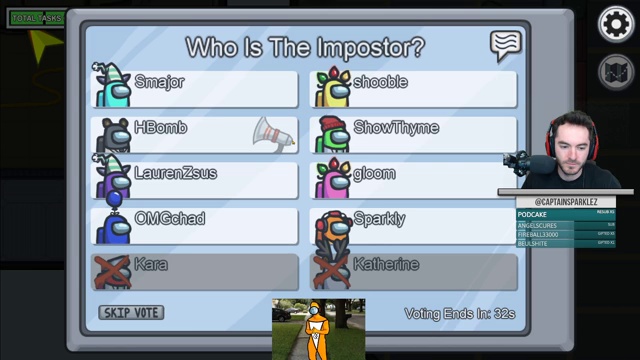 TOTAL TASKS
Who Is The Impostor?
Smajor
shooble
HBomb
ShowThyme
LaurenZsus
gloom
OMGchad
Sparkly
Kara
Katherine
@CAPTAINSPARKLEZ
PODCAKE
ANGELSCURES
FIREBALL33000
BEULSHITE
SKIP VOTE
Voting Ends In: 32s